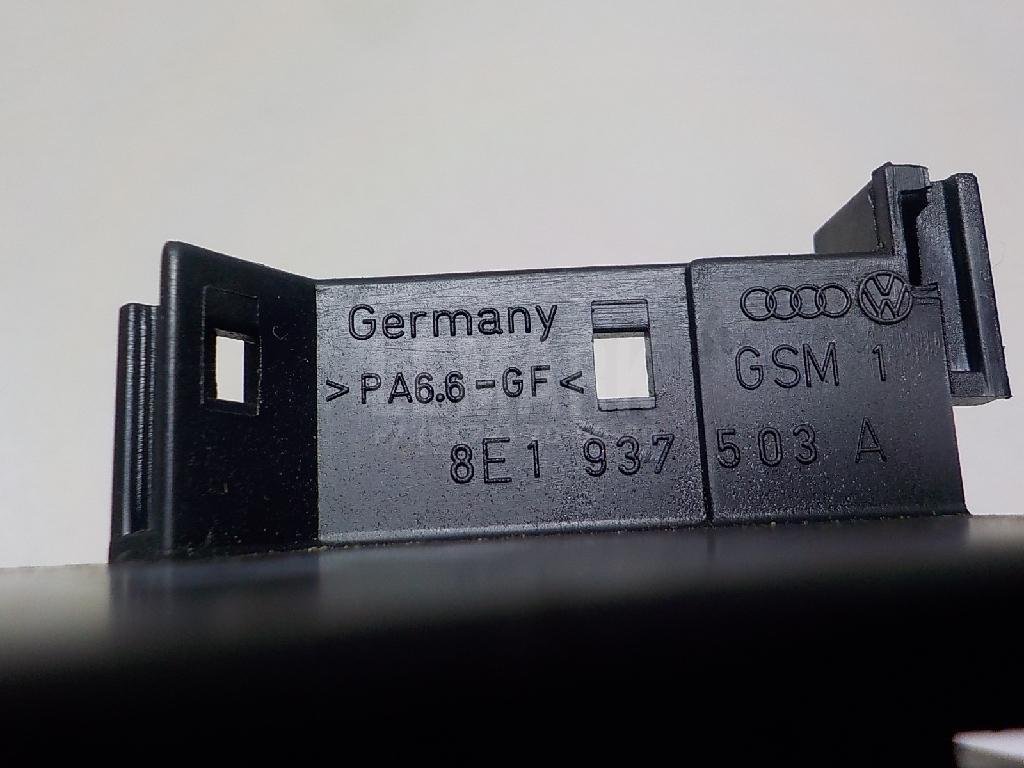 Germany
>PA6.6-GF<
GSM 1
8E1 937 503 A